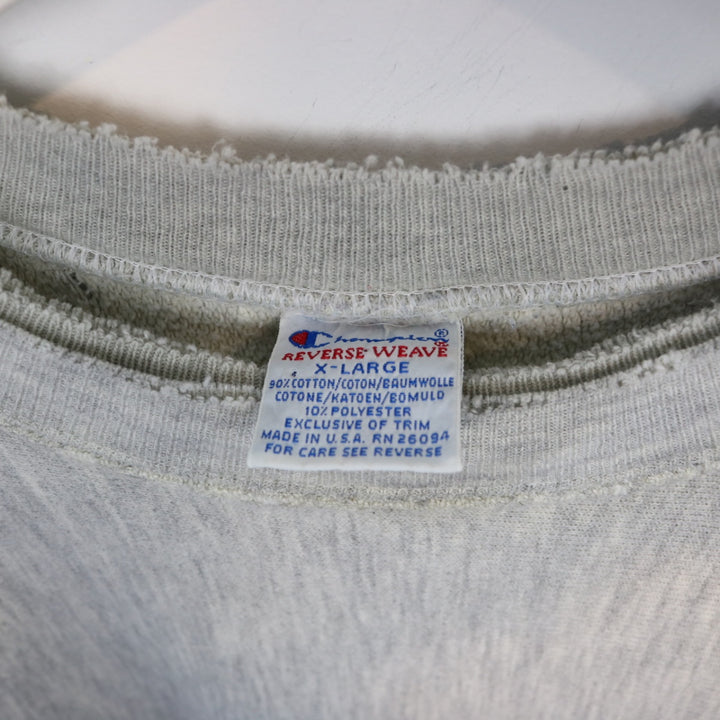 Champion®
REVERSE WEAVE®
X-LARGE
90% COTTON/COTON/BAUMWOLLE
COTONE/KATOEN/BOMULD
10% POLYESTER
EXCLUSIVE OF TRIM
MADE IN U.S.A. RN 26094
FOR CARE SEE REVERSE